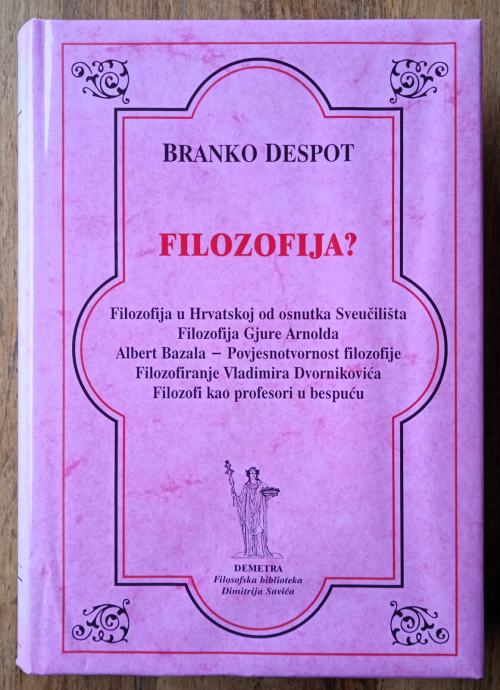 BRANKO DESPOT
FILOZOFIJA?
Filozofija u Hrvatskoj od osnutka Sveučilišta
Filozofija Gjure Arnolda
Albert Bazala – Povjesnotvornost filozofije
Filozofiranje Vladimira Dvornikovića
Filozofi kao profesori u bespuću
DEMETRA
Filosofska biblioteka
Dimitrija Savića